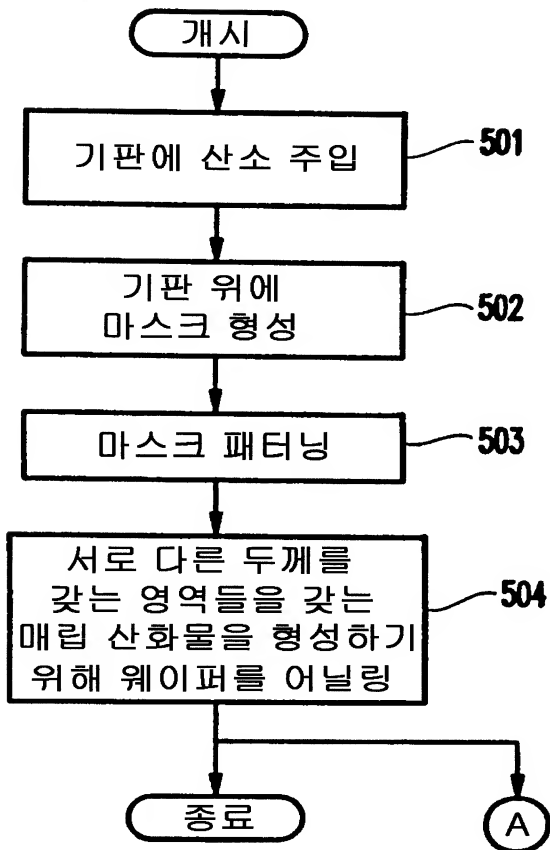 개시
기판에 산소 주입
501
기판 위에
마스크 형성
502
마스크 패터닝
503
서로 다른 두께를
갖는 영역들을 갖는
매립 산화물을 형성하기
위해 웨이퍼를 어닐링
504
종료
A